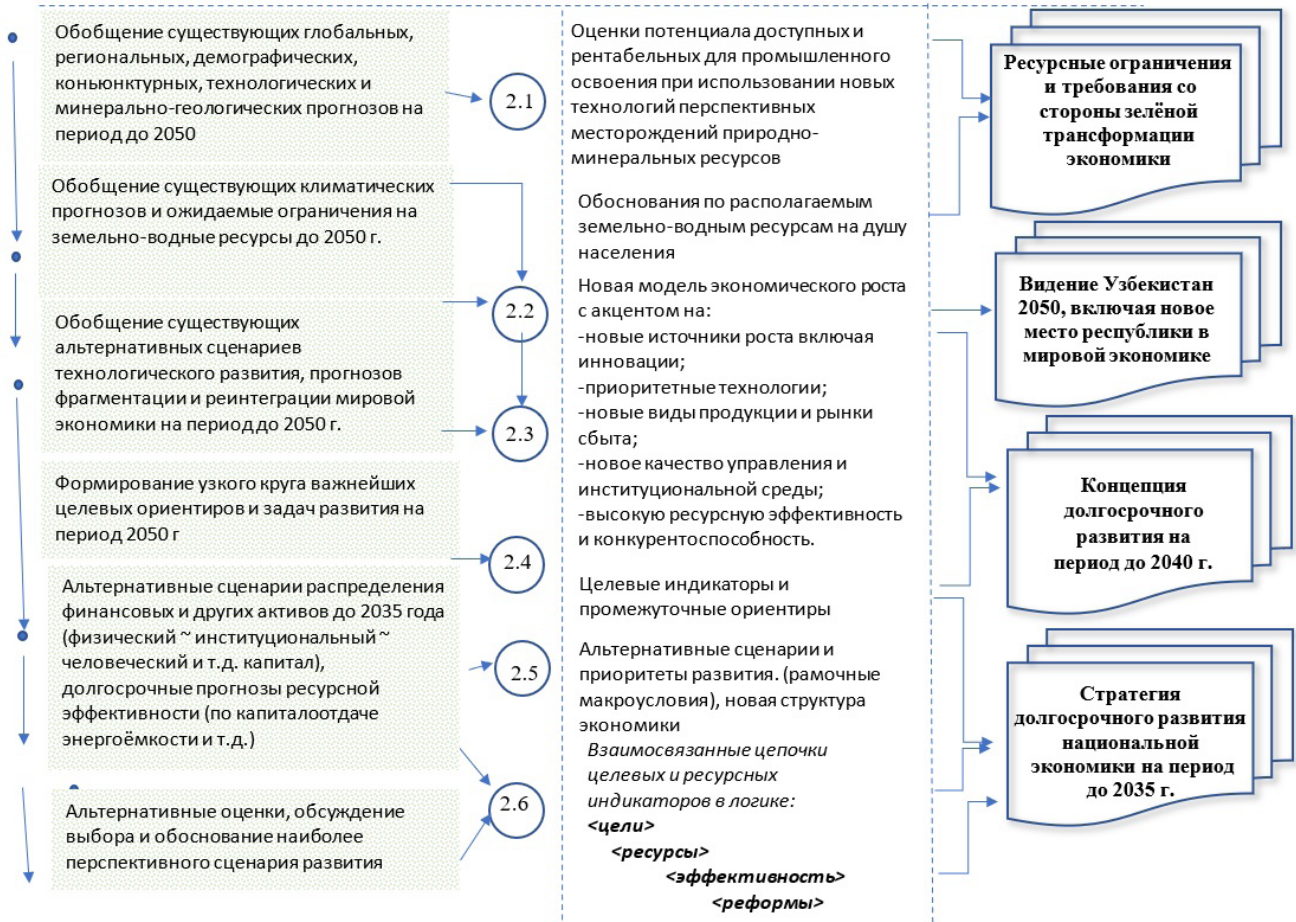 Обобщение существующих глобальных,
региональных, демографических,
коньюнктурных, технологических и
минерально-геологических прогнозов на
период до 2050
Обобщение существующих климатических
прогнозов и ожидаемые ограничения на
земельно-водные ресурсы до 2050 г.
Обобщение существующих
альтернативных сценариев
технологического развития, прогнозов
фрагментации и реинтеграции мировой
экономики на период до 2050 г.
Формирование узкого круга важнейших
целевых ориентиров и задач развития на
период 2050 г
Альтернативные сценарии распределения
финансовых и других активов до 2035 года
(физический ~ институциональный ~
человеческий и т.д. капитал),
долгосрочные прогнозы ресурсной
эффективности (по капиталоотдаче
энергоёмкости и т.д.)
Альтернативные оценки, обсуждение
выбора и обоснование наиболее
перспективного сценария развития
2.1
2.2
2.3
2.4
2.5
2.6
Оценки потенциала доступных и
рентабельных для промышленного
освоения при использовании новых
технологий перспективных
месторождений природно-
минеральных ресурсов
Обоснования по располагаемым
земельно-водным ресурсам на душу
населения
Новая модель экономического роста
с акцентом на:
-новые источники роста включая
инновации;
-приоритетные технологии;
-новые виды продукции и рынки
сбыта;
-новое качество управления и
институциональной среды;
-высокую ресурсную эффективность
и конкурентоспособность.
Целевые индикаторы и
промежуточные ориентиры
Альтернативные сценарии и
приоритеты развития. (рамочные
макроусловия), новая структура
экономики
Взаимосвязанные цепочки
целевых и ресурсных
индикаторов в логике:
<цели>
<ресурсы>
<эффективность>
<реформы>
Ресурсные ограничения
и требования со
стороны зелёной
трансформации
экономики
Видение Узбекистан
2050, включая новое
место республики в
мировой экономике
Концепция
долгосрочного
развития на
период до 2040 г.
Стратегия
долгосрочного развития
национальной
экономики на период
до 2035 г.